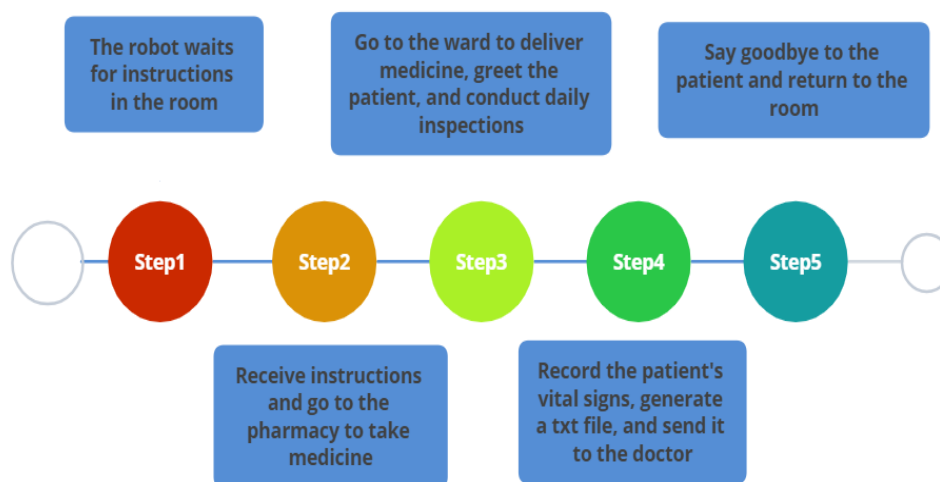 The robot waits
for instructions
in the room
Go to the ward to deliver
medicine, greet the
patient, and conduct daily
inspections
Say goodbye to the
patient and return to the
room
Step1
Step2
Step3
Step4
Step5
Receive instructions
and go to the
pharmacy to take
medicine
Record the patient's
vital signs, generate
a txt file, and send it
to the doctor